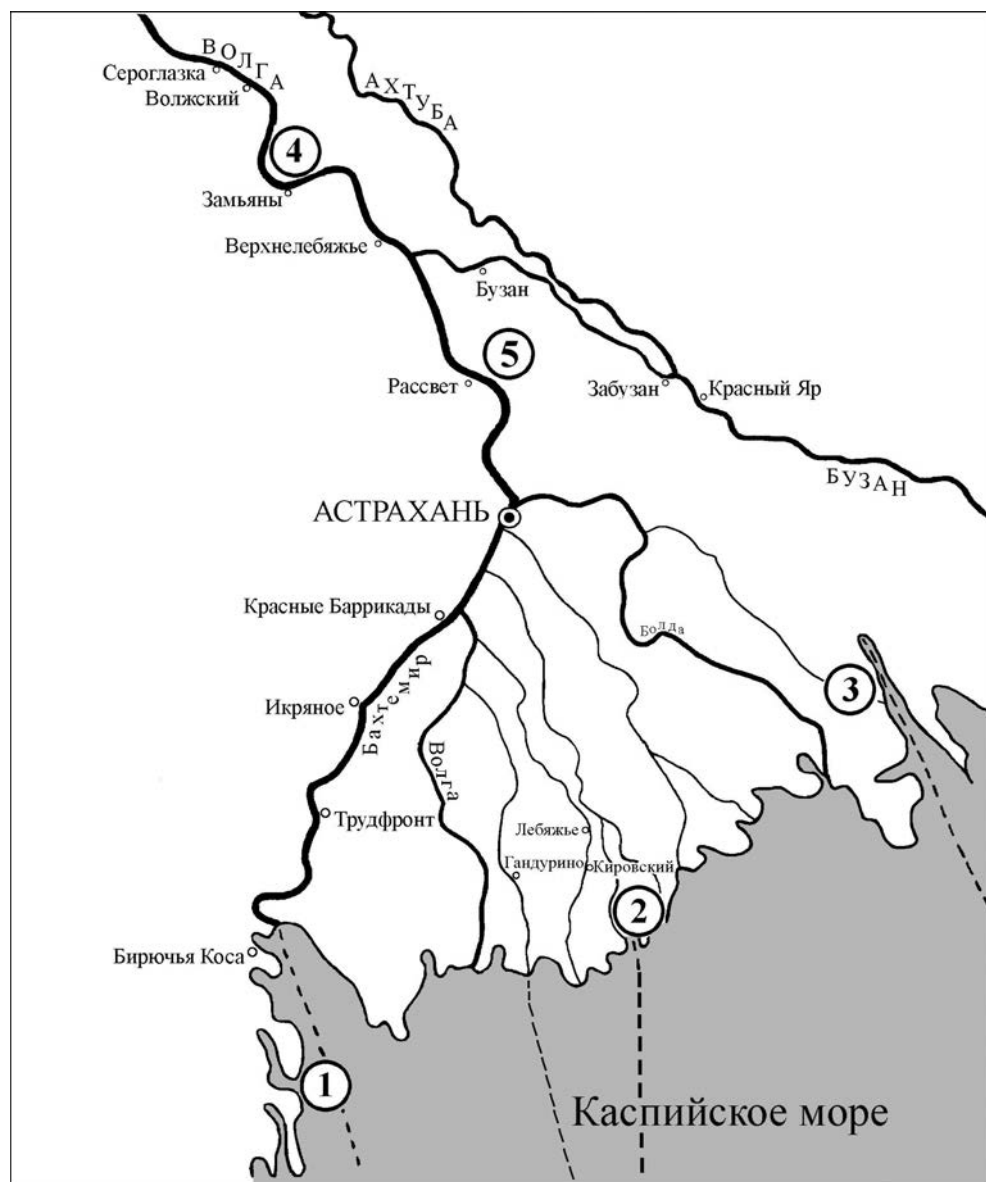 ВОЛГА
АХТУБА
Сероглазка
Волжский
4
Замьяны
Верхнелебяжье
Бузан
5
Рассвет
Забузан
Красный Яр
БУЗАН
АСТРАХАНЬ
Красные Баррикады
Болда
Бахтемир
3
Икряное
Волга
Трудфронт
Лебяжье
Гандурино
Кировский
2
Бирючья Коса
1
Каспийское море